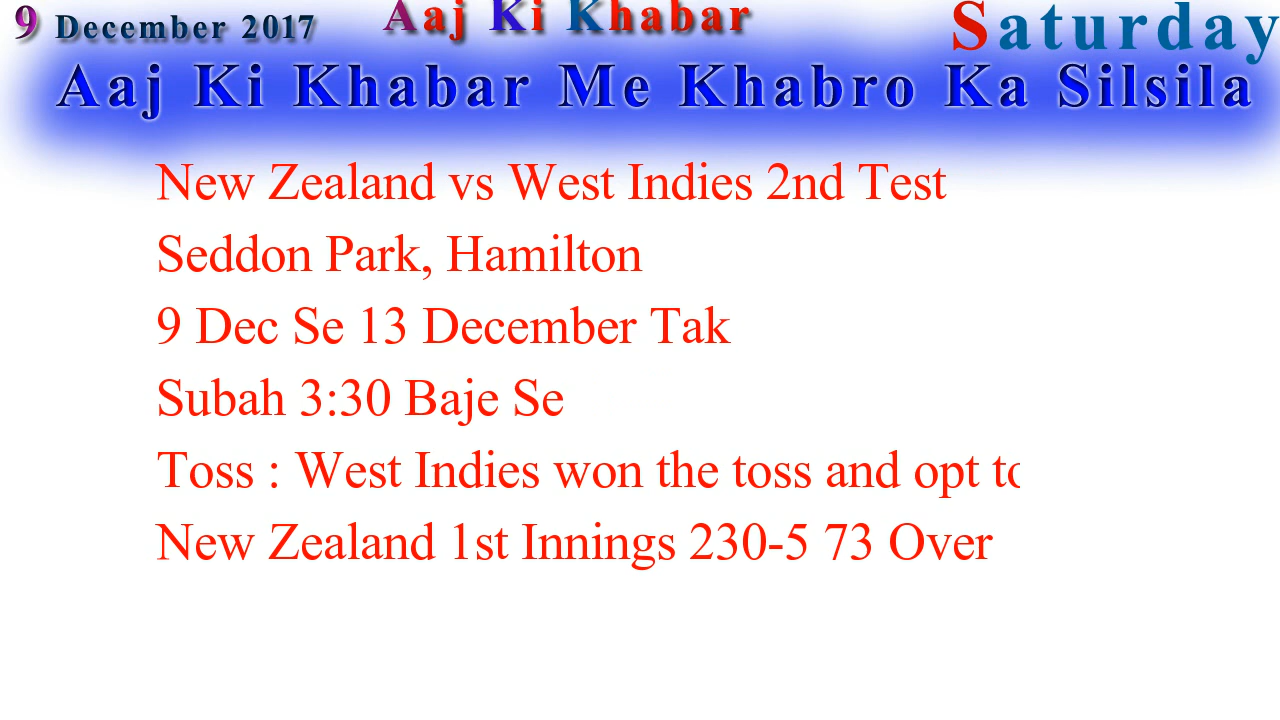 9 December 2017 Aaj Ki Khabar Saturday
Aaj Ki Khabar Me Khabro Ka Silsila
New Zealand vs West Indies 2nd Test
Seddon Park, Hamilton
9 Dec Se 13 December Tak
Subah 3:30 Baje Se
Toss : West Indies won the toss and opt to
New Zealand 1st Innings 230-5 73 Over